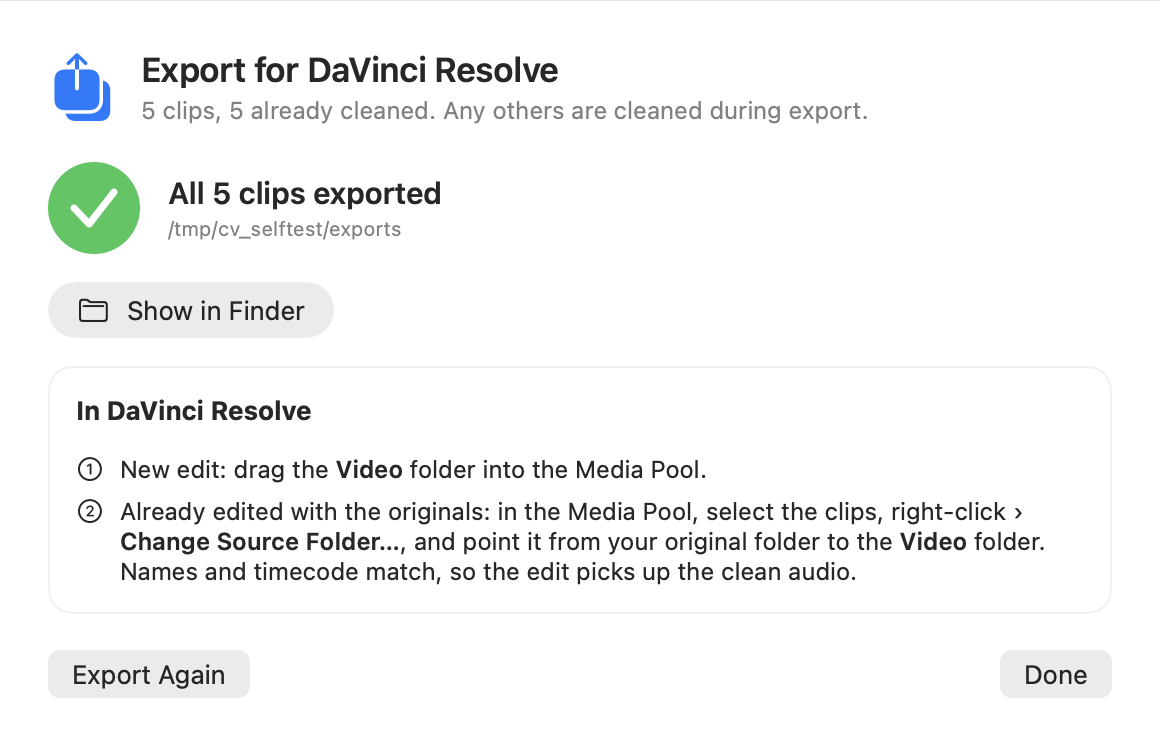 Export for DaVinci Resolve
5 clips, 5 already cleaned. Any others are cleaned during export.
All 5 clips exported
/tmp/cv_selftest/exports
Show in Finder
In DaVinci Resolve
1 New edit: drag the Video folder into the Media Pool.
2 Already edited with the originals: in the Media Pool, select the clips, right-click ›
Change Source Folder..., and point it from your original folder to the Video folder.
Names and timecode match, so the edit picks up the clean audio.
Export Again
Done